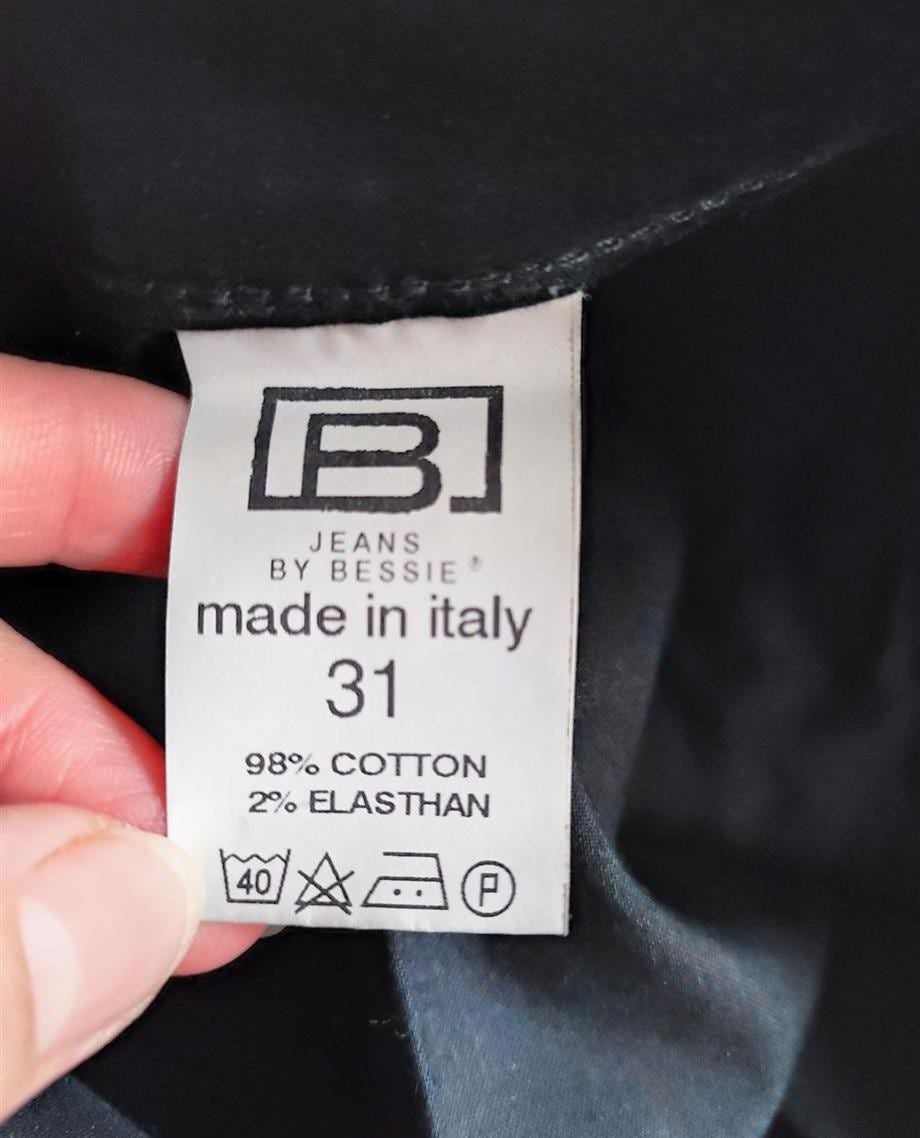 B
JEANS
BY BESSIE®
made in italy
31
98% COTTON
2% ELASTHAN
40 P